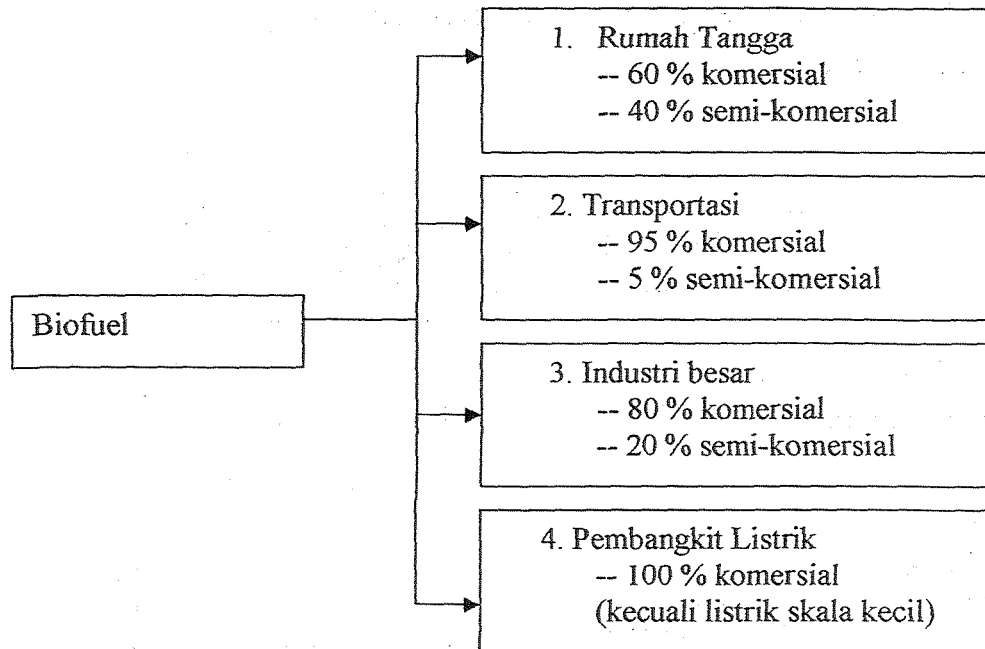 1. Rumah Tangga
-- 60 % komersial
-- 40 % semi-komersial
2. Transportasi
-- 95 % komersial
-- 5 % semi-komersial
Biofuel
3. Industri besar
-- 80 % komersial
-- 20 % semi-komersial
4. Pembangkit Listrik
-- 100 % komersial
(kecuali listrik skala kecil)